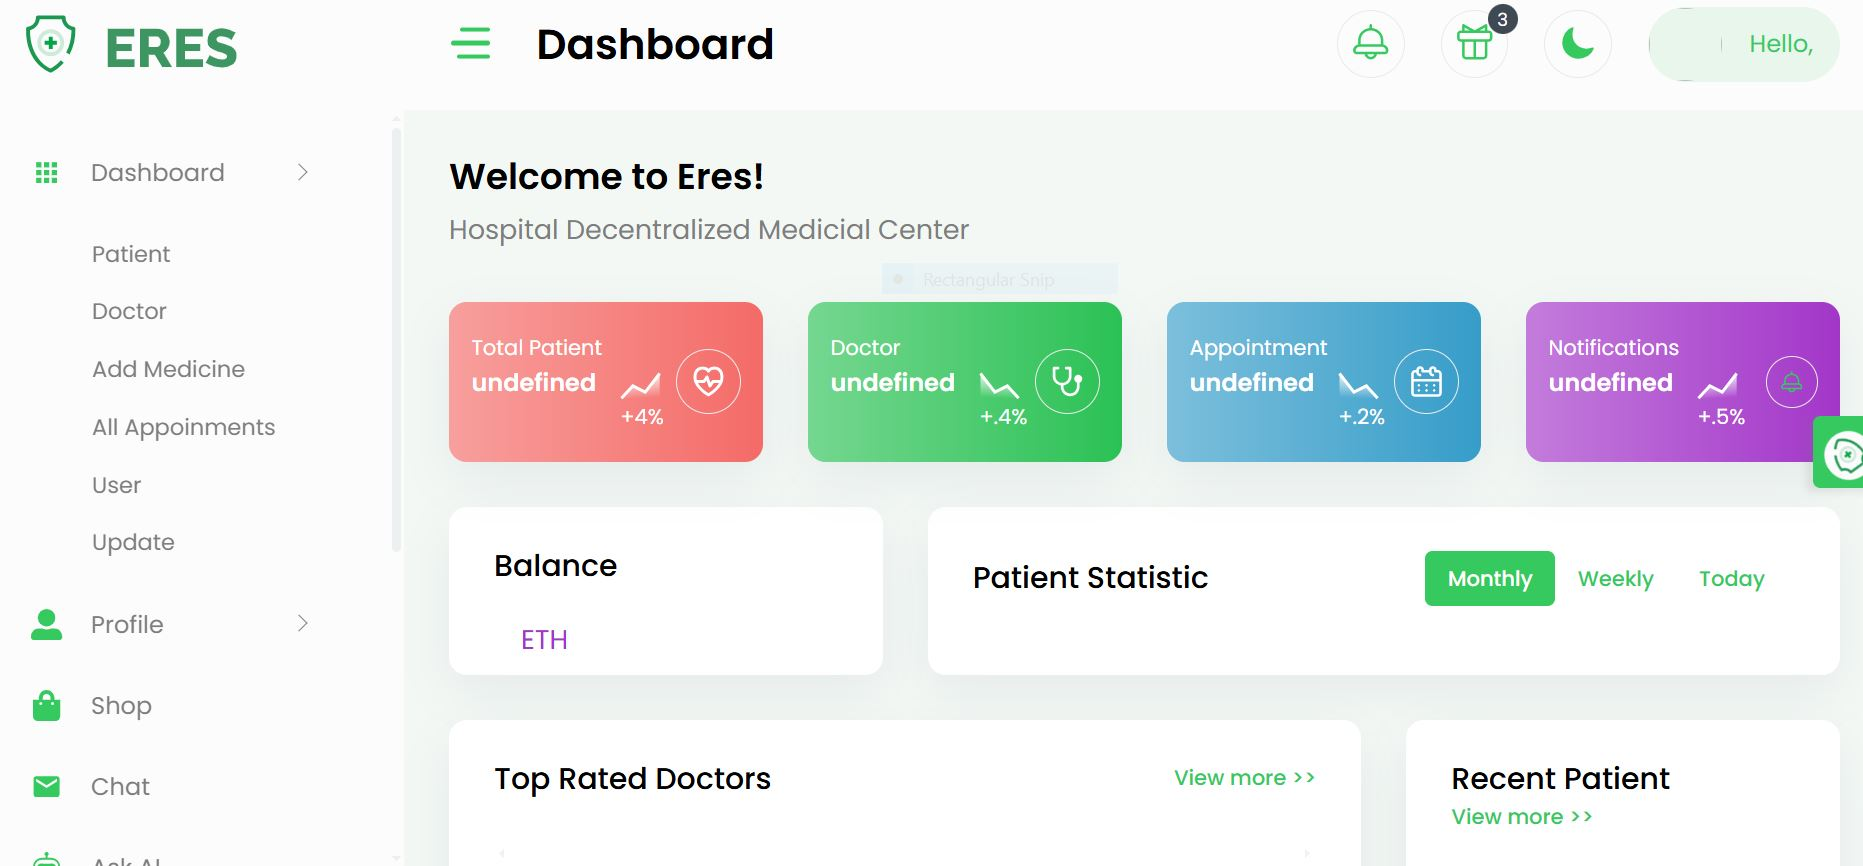 ERES
Dashboard
3
Hello,
Dashboard
Patient
Doctor
Add Medicine
All Appoinments
User
Update
Profile
Shop
Chat
Ask AI
Welcome to Eres!
Hospital Decentralized Medicial Center
Rectangular Snip
Total Patient
undefined
+4%
Doctor
undefined
+.4%
Appointment
undefined
+.2%
Notifications
undefined
+.5%
Balance
ETH
Patient Statistic
Monthly
Weekly
Today
Top Rated Doctors
View more >>
Recent Patient
View more >>